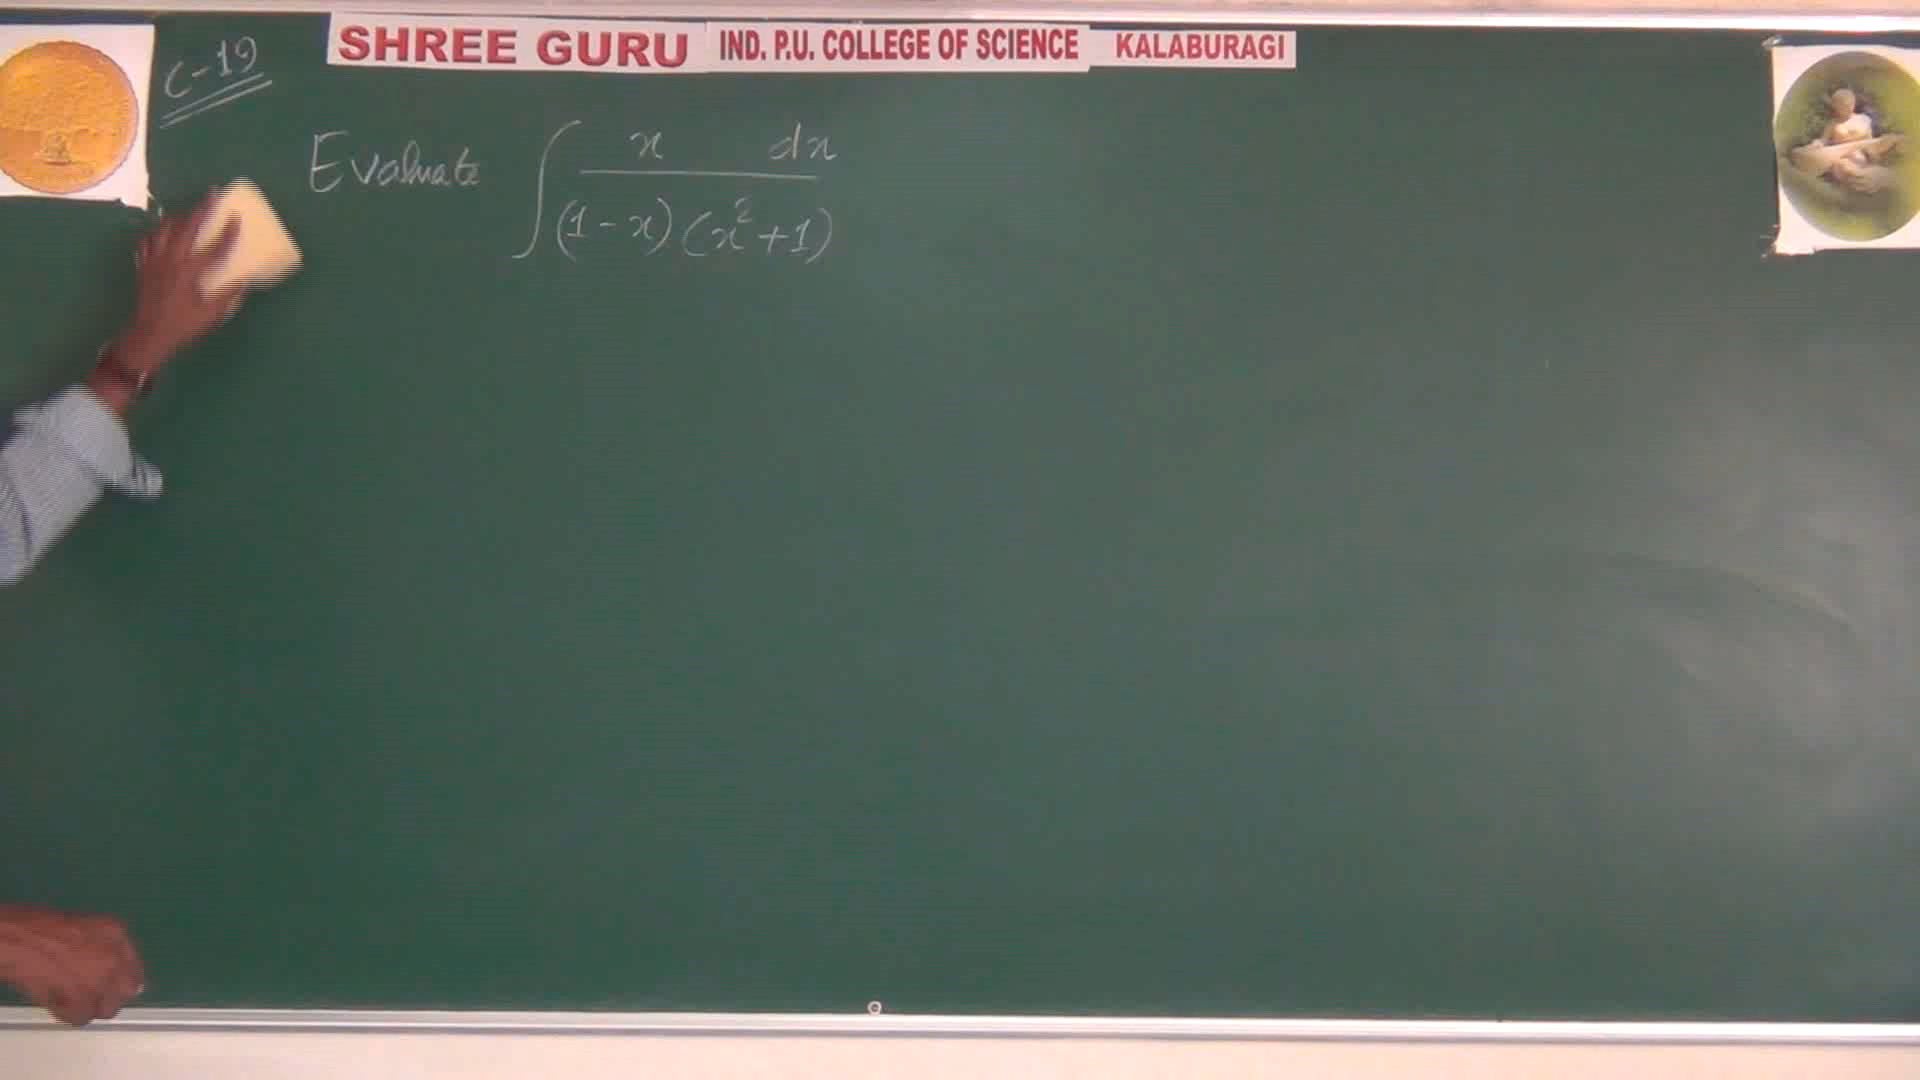 SHREE GURU IND. P.U. COLLEGE OF SCIENCE KALABURAGI
C-19
Evaluate ∫ x dx / (1-x)(x²+1)